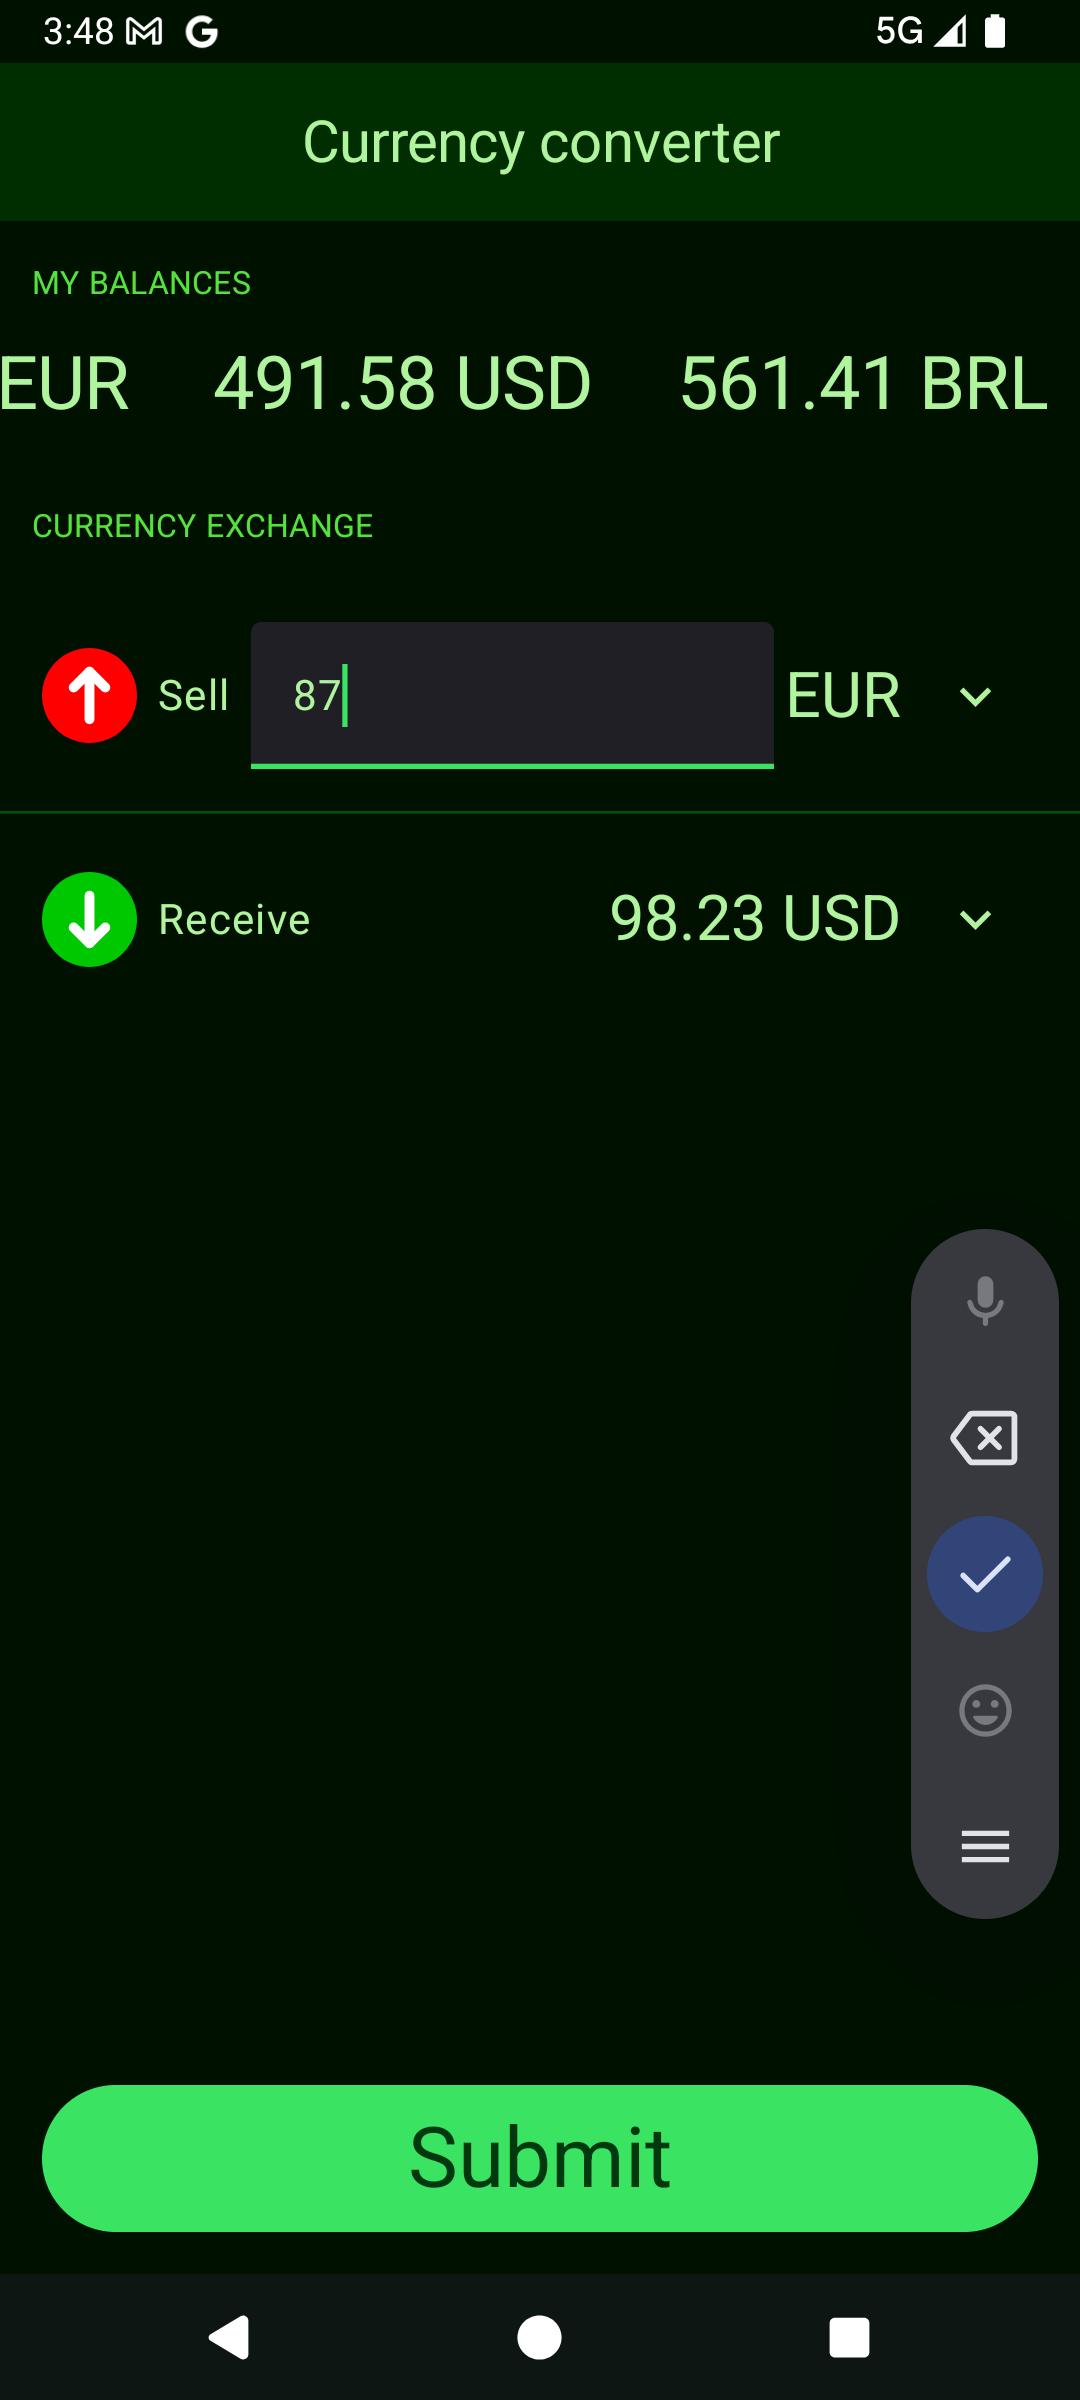 3:48 5G
Currency converter
MY BALANCES
EUR 491.58 USD 561.41 BRL
CURRENCY EXCHANGE
Sell 87 EUR
Receive 98.23 USD
Submit